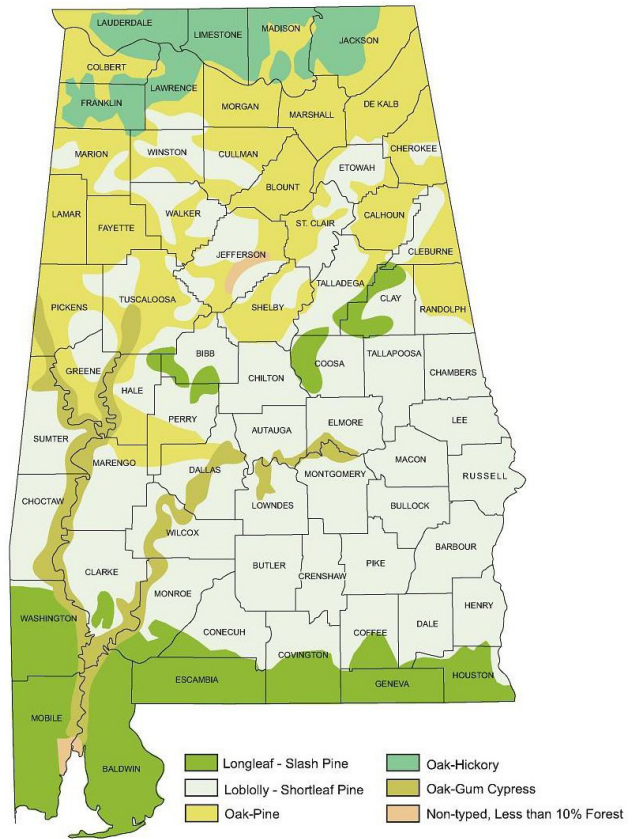 LAUDERDALE
LIMESTONE
MADISON
JACKSON
COLBERT
LAWRENCE
FRANKLIN
MORGAN
MARSHALL
DE KALB
CHEROKEE
MARION
WINSTON
CULLMAN
ETOWAH
BLOUNT
LAMAR
FAYETTE
WALKER
ST. CLAIR
CALHOUN
JEFFERSON
CLEBURNE
TALLADEGA
PICKENS
TUSCALOOSA
SHELBY
CLAY
RANDOLPH
BIBB
GREENE
HALE
CHILTON
COOSA
TALLAPOOSA
CHAMBERS
PERRY
AUTAUGA
ELMORE
LEE
SUMTER
MARENGO
DALLAS
MONTGOMERY
MACON
RUSSELL
CHOCTAW
LOWNDES
BULLOCK
WILCOX
BARBOUR
CLARKE
BUTLER
CRENSHAW
PIKE
MONROE
HENRY
WASHINGTON
CONECUH
COFFEE
DALE
COVINGTON
ESCAMBIA
GENEVA
HOUSTON
MOBILE
BALDWIN
Longleaf - Slash Pine
Loblolly - Shortleaf Pine
Oak-Pine
Oak-Hickory
Oak-Gum Cypress
Non-typed, Less than 10% Forest